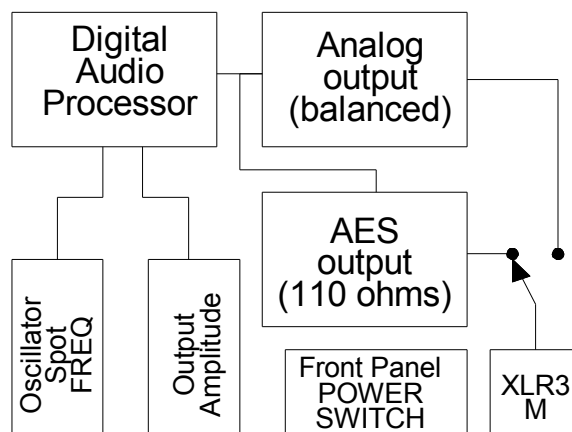 Digital
Audio
Processor
Analog
output
(balanced)
AES
output
(110 ohms)
Oscillator
Spot
FREQ
Output
Amplitude
Front Panel
POWER
SWITCH
XLR3
M